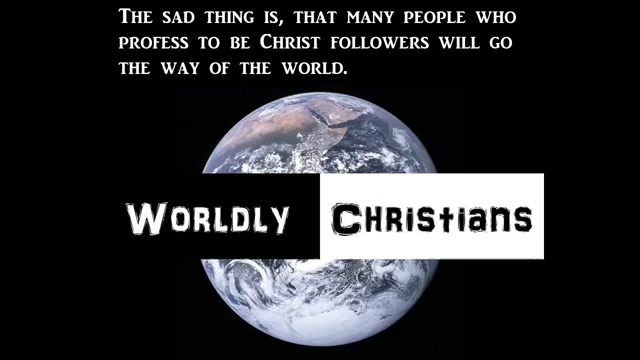 The sad thing is, that many people who
profess to be Christ followers will go
the way of the world.
Worldly Christians